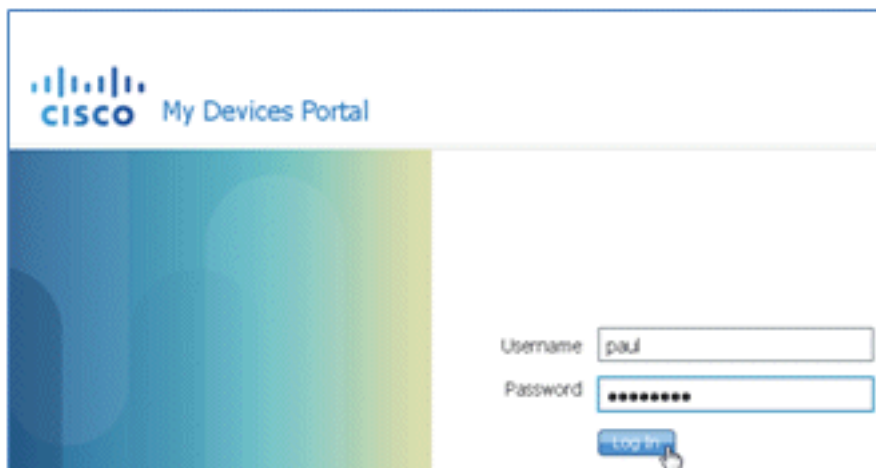 CISCO My Devices Portal
Username paul
Password ••••••••
Log In